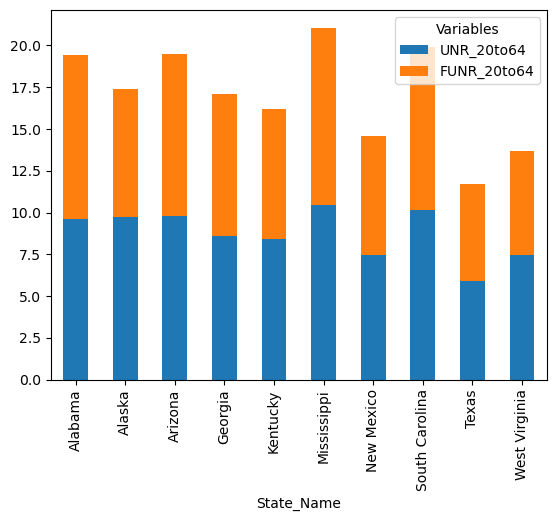 Variables
UNR_20to64
FUNR_20to64
20.0
17.5
15.0
12.5
10.0
7.5
5.0
2.5
0.0
Alabama
Alaska
Arizona
Georgia
Kentucky
Mississippi
New Mexico
South Carolina
Texas
West Virginia
State_Name